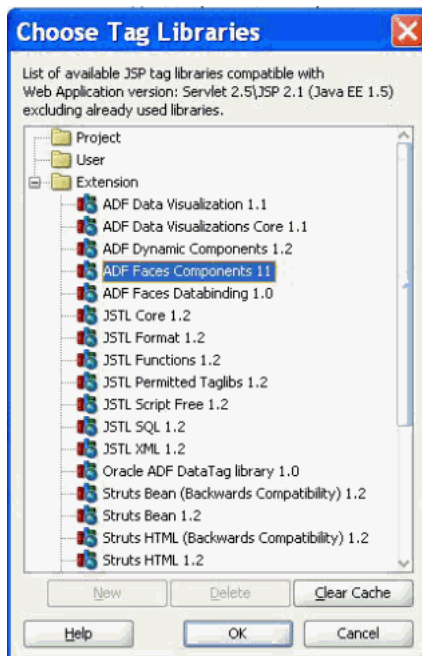 Choose Tag Libraries
List of available JSP tag libraries compatible with
Web Application version: Servlet 2.5\JSP 2.1 (Java EE 1.5)
excluding already used libraries.
Project
User
Extension
ADF Data Visualization 1.1
ADF Data Visualizations Core 1.1
ADF Dynamic Components 1.2
ADF Faces Components 11
ADF Faces Databinding 1.0
JSTL Core 1.2
JSTL Format 1.2
JSTL Functions 1.2
JSTL Permitted Taglibs 1.2
JSTL Script Free 1.2
JSTL SQL 1.2
JSTL XML 1.2
Oracle ADF DataTag library 1.0
Struts Bean (Backwards Compatibility) 1.2
Struts Bean 1.2
Struts HTML (Backwards Compatibility) 1.2
Struts HTML 1.2
New Delete Clear Cache
Help OK Cancel